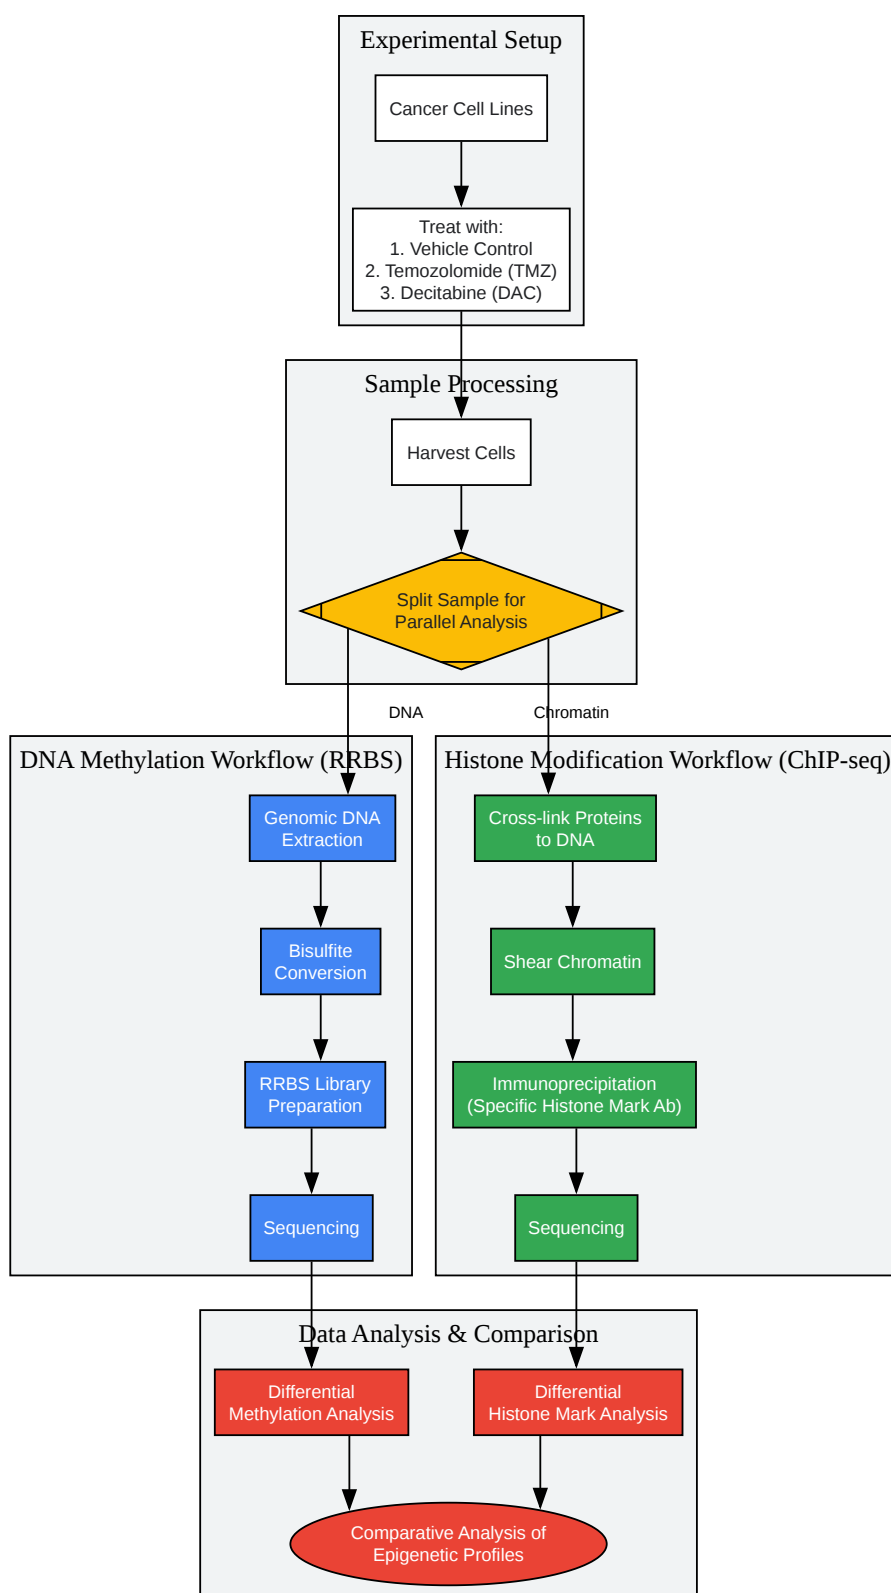 Experimental Setup
Cancer Cell Lines
Treat with:
1. Vehicle Control
2. Temozolomide (TMZ)
3. Decitabine (DAC)
Sample Processing
Harvest Cells
Split Sample for
Parallel Analysis
DNA
Chromatin
DNA Methylation Workflow (RRBS)
Genomic DNA
Extraction
Bisulfite
Conversion
RRBS Library
Preparation
Sequencing
Histone Modification Workflow (ChIP-seq)
Cross-link Proteins
to DNA
Shear Chromatin
Immunoprecipitation
(Specific Histone Mark Ab)
Sequencing
Data Analysis & Comparison
Differential
Methylation Analysis
Differential
Histone Mark Analysis
Comparative Analysis of
Epigenetic Profiles